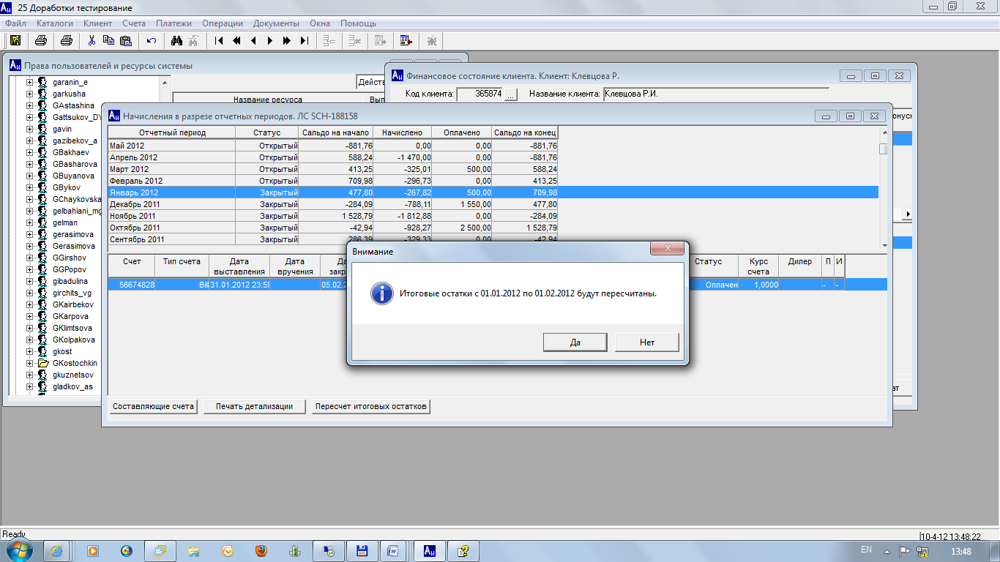 25 Доработки тестирование
Файл Каталоги Клиент Счета Платежи Операции Документы Окна Помощь
Права пользователей и ресурсы системы
Финансовое состояние клиента. Клиент: Клевцова Р.
garanin_e
garkusha
GAstashina
Gattsukov_DY
gavin
gazibekov_a
GBakhaev
GBasharova
GBuyanova
GBykov
GChaykovska
gelbahiani_mg
gelman
gerasimova
Gerasimova
GGirshov
GGPopov
gibadulina
girchits_vg
GKairbekov
GKarpova
GKlimtsova
GKolpakova
gkost
GKostochkin
gkuznetsov
gladkov_as
Название ресурса
Код клиента: 365874 ... Название клиента: Клевцова Р.И.
Начисления в разрезе отчетных периодов. ЛС SCH-188158
Отчетный период Статус Сальдо на начало Начислено Оплачено Сальдо на конец
Май 2012 Открытый -881,76 0,00 0,00 -881,76
Апрель 2012 Открытый 588,24 -1 470,00 0,00 -881,76
Март 2012 Открытый 413,25 -325,01 500,00 588,24
Февраль 2012 Открытый 709,98 -296,73 0,00 413,25
Январь 2012 Закрытый 477,80 -267,82 500,00 709,98
Декабрь 2011 Закрытый -284,09 -788,11 1 550,00 477,80
Ноябрь 2011 Закрытый 1 528,79 -1 812,88 0,00 -284,09
Октябрь 2011 Закрытый -42,94 -928,27 2 500,00 1 528,79
Сентябрь 2011 Закрытый 286,39 -329,33 0,00 -42,94
Счет Тип счета Дата выставления Дата вручения Статус Курс счета Дилер П И
56674828 Bill 31.01.2012 23:59 05.02.2 Оплачен 1,0000 - -
Внимание
Итоговые остатки с 01.01.2012 по 01.02.2012 будут пересчитаны.
Да Нет
Составляющие счета Печать детализации Пересчет итоговых остатков
Ready
10-4-12 13:48:22
EN 13:48